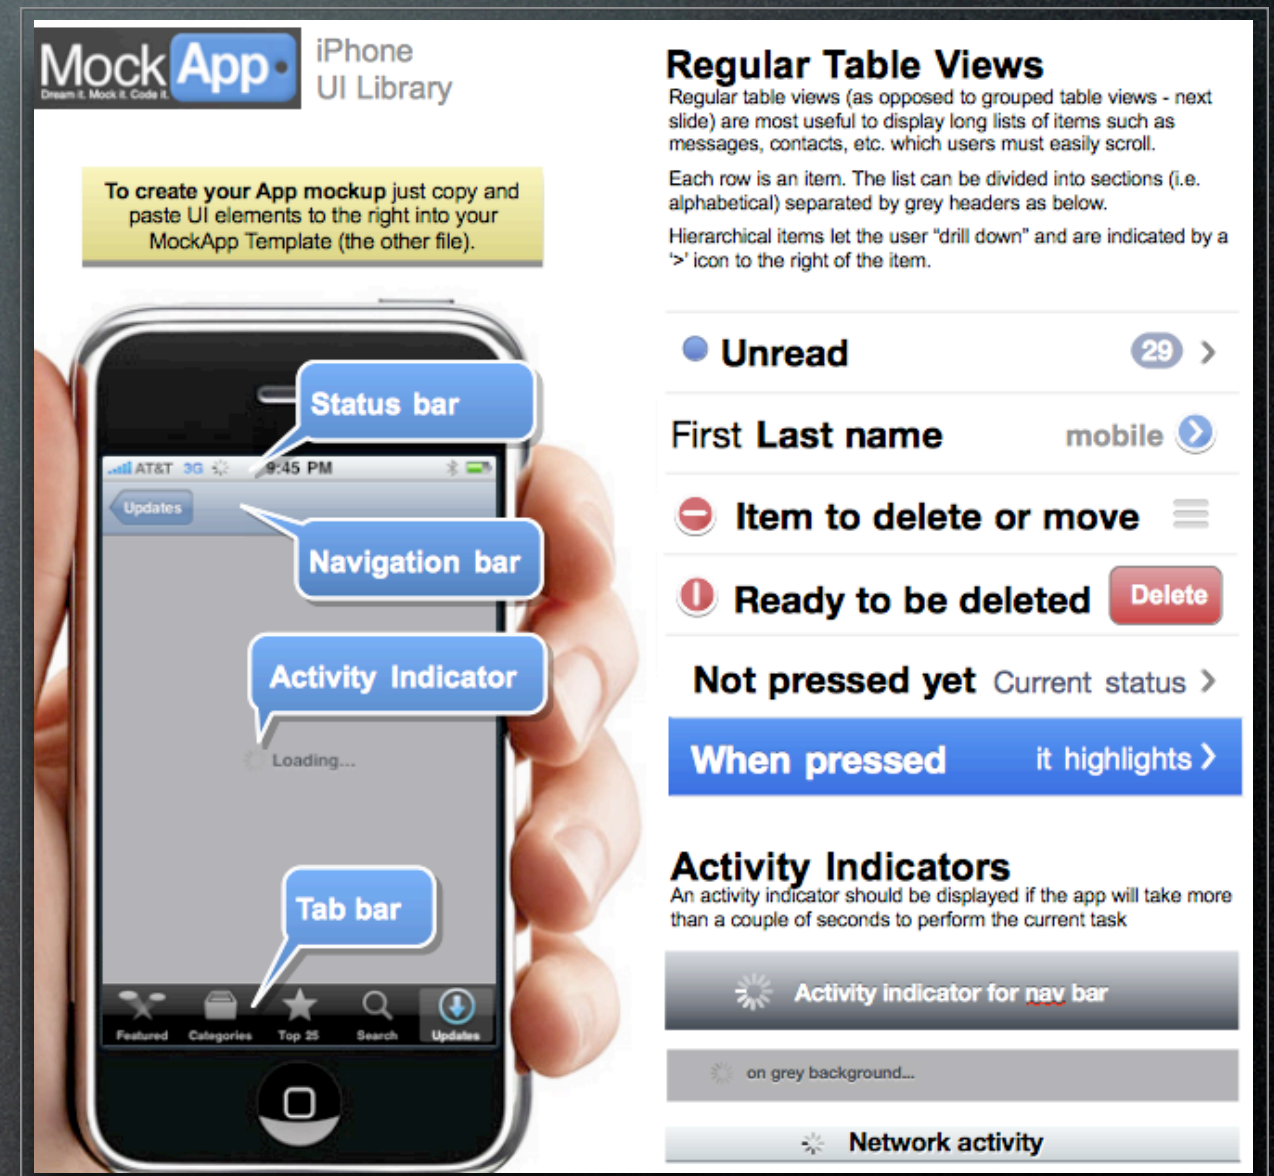 MockApp
Dream it. Mock it. Code it.
iPhone
UI Library
To create your App mockup just copy and
paste UI elements to the right into your
MockApp Template (the other file).
Status bar
AT&T 3G 9:45 PM
Updates
Navigation bar
Activity Indicator
Loading...
Tab bar
Featured Categories Top 25 Search Updates
Regular Table Views
Regular table views (as opposed to grouped table views - next
slide) are most useful to display long lists of items such as
messages, contacts, etc. which users must easily scroll.
Each row is an item. The list can be divided into sections (i.e.
alphabetical) separated by grey headers as below.
Hierarchical items let the user “drill down” and are indicated by a
‘>’ icon to the right of the item.
Unread 29 >
First Last name mobile >
Item to delete or move
Ready to be deleted Delete
Not pressed yet Current status >
When pressed it highlights >
Activity Indicators
An activity indicator should be displayed if the app will take more
than a couple of seconds to perform the current task
Activity indicator for nav bar
on grey background...
Network activity